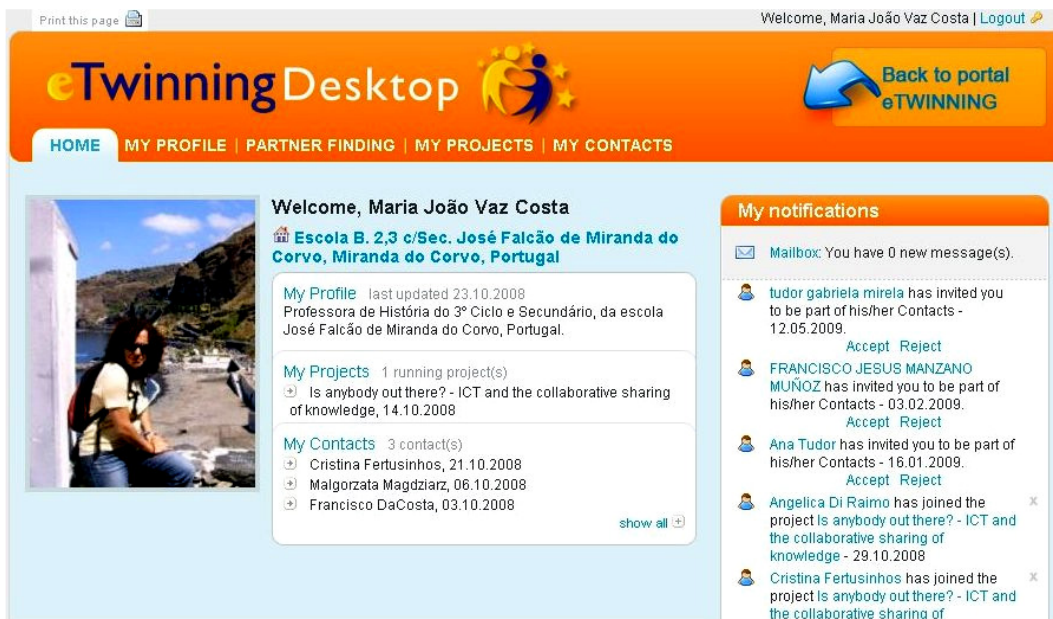 Print this page
Welcome, Maria João Vaz Costa | Logout
eTwinning Desktop
Back to portal
eTWINNING
HOME
MY PROFILE | PARTNER FINDING | MY PROJECTS | MY CONTACTS
Welcome, Maria João Vaz Costa
Escola B. 2,3 c/Sec. José Falcão de Miranda do
Corvo, Miranda do Corvo, Portugal
My Profile last updated 23.10.2008
Professora de História do 3º Ciclo e Secundário, da escola
José Falcão de Miranda do Corvo, Portugal.
My Projects 1 running project(s)
Is anybody out there? - ICT and the collaborative sharing
of knowledge, 14.10.2008
My Contacts 3 contact(s)
Cristina Fertusinhos, 21.10.2008
Malgorzata Magdziarz, 06.10.2008
Francisco DaCosta, 03.10.2008
show all
My notifications
Mailbox: You have 0 new message(s).
tudor gabriela mirela has invited you
to be part of his/her Contacts -
12.05.2009.
Accept Reject
FRANCISCO JESUS MANZANO
MUÑOZ has invited you to be part of
his/her Contacts - 03.02.2009.
Accept Reject
Ana Tudor has invited you to be part of
his/her Contacts - 16.01.2009.
Accept Reject
Angelica Di Raimo has joined the
project Is anybody out there? - ICT and
the collaborative sharing of
knowledge - 29.10.2008
Cristina Fertusinhos has joined the
project Is anybody out there? - ICT and
the collaborative sharing of